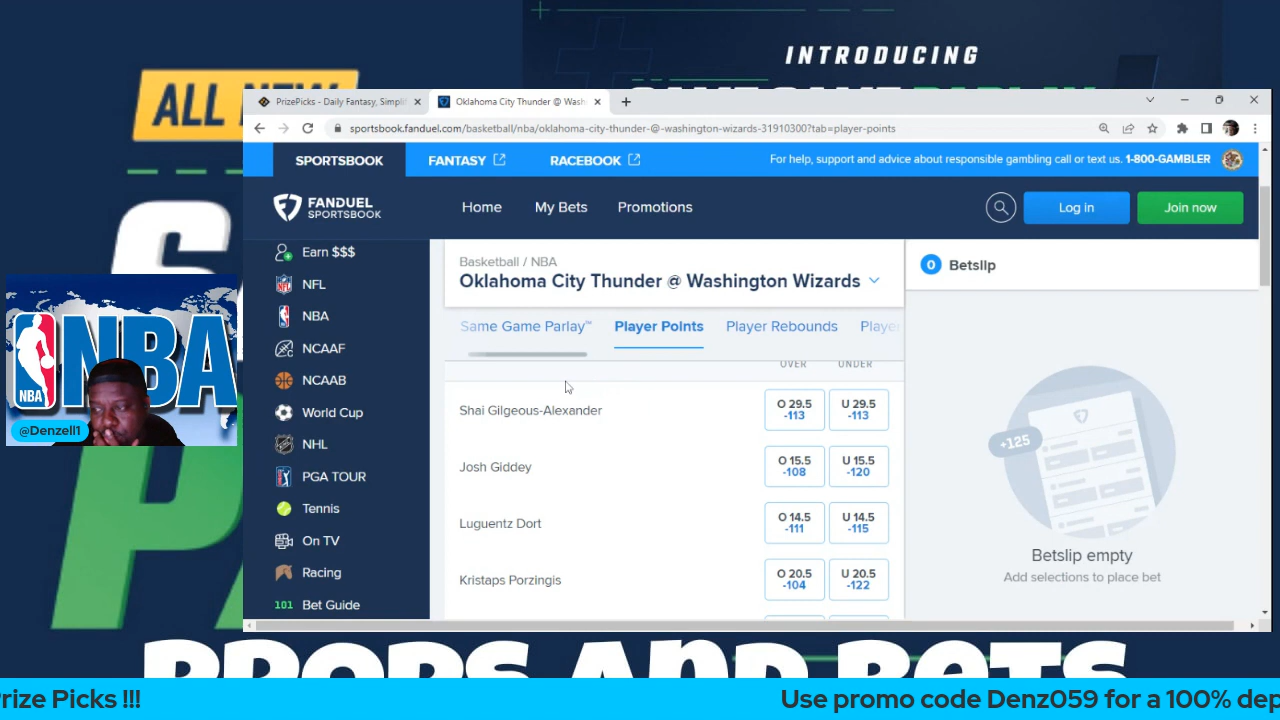 INTRODUCING
PrizePicks - Daily Fantasy, Simpli
Oklahoma City Thunder @ Wash
sportsbook.fanduel.com/basketball/nba/oklahoma-city-thunder-@-washington-wizards-31910300?tab=player-points
SPORTSBOOK FANTASY RACEBOOK For help, support and advice about responsible gambling call or text us. 1-800-GAMBLER
FANDUEL
SPORTSBOOK
Home My Bets Promotions Log in Join now
Earn $$$
NFL
NBA
NCAAF
NCAAB
World Cup
NHL
PGA TOUR
Tennis
On TV
Racing
101 Bet Guide
Basketball / NBA
Oklahoma City Thunder @ Washington Wizards
Same Game Parlay™ Player Points Player Rebounds Player
OVER UNDER
Shai Gilgeous-Alexander
O 29.5 U 29.5
-113 -113
Josh Giddey
O 15.5 U 15.5
-108 -120
Luguentz Dort
O 14.5 U 14.5
-111 -115
Kristaps Porzingis
O 20.5 U 20.5
-104 -122
0 Betslip
+125
Betslip empty
Add selections to place bet
ALL
NBA
NBA
@Denzell1
PROPS AND BETS
rize Picks !!! Use promo code Denz059 for a 100% dep